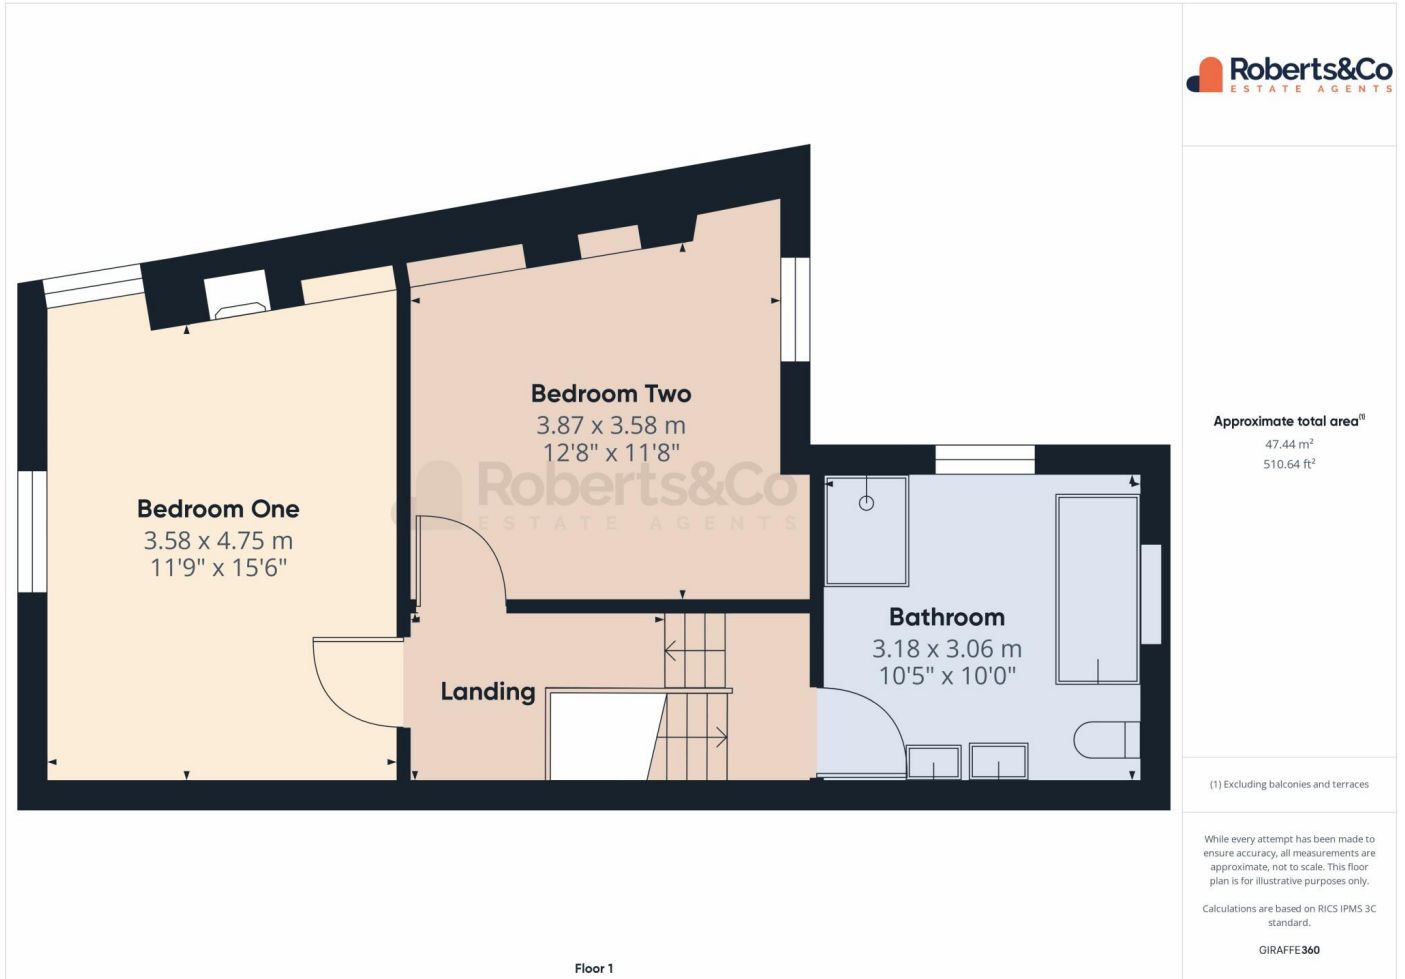 Roberts&Co
ESTATE AGENTS
Approximate total area(1)
47.44 m²
510.64 ft²
Bedroom Two
3.87 x 3.58 m
12'8" x 11'8"
Roberts&Co
ESTATE AGENTS
Bedroom One
3.58 x 4.75 m
11'9" x 15'6"
Bathroom
3.18 x 3.06 m
10'5" x 10'0"
Landing
(1) Excluding balconies and terraces
While every attempt has been made to
ensure accuracy, all measurements are
approximate, not to scale. This floor
plan is for illustrative purposes only.
Calculations are based on RICS IPMS 3C
standard.
GIRAFFE360
Floor 1